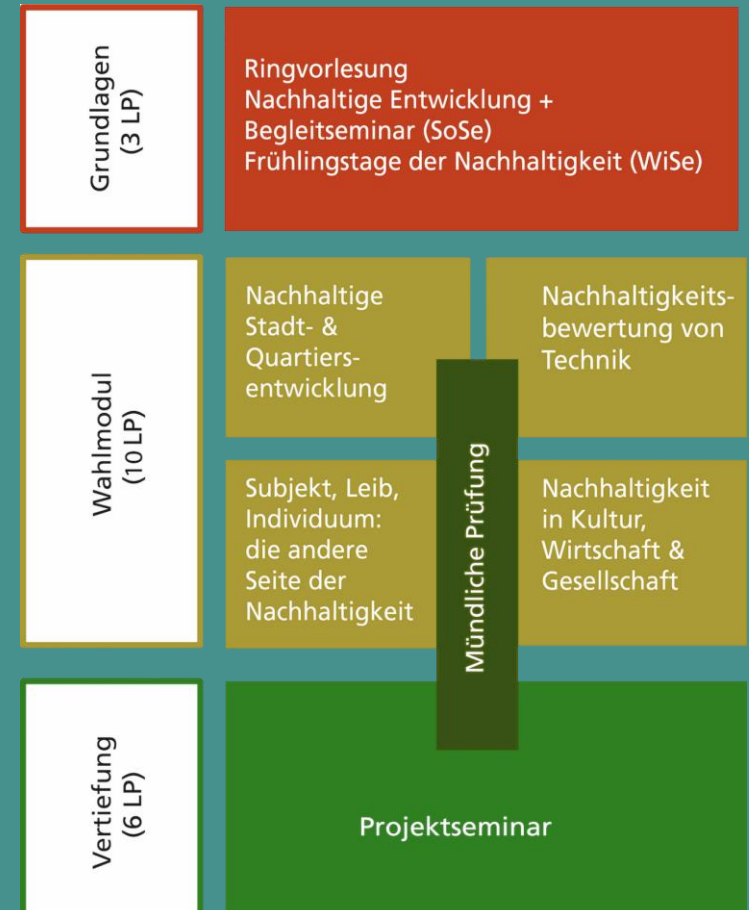 Grundlagen
(3 LP)
Ringvorlesung
Nachhaltige Entwicklung +
Begleitseminar (SoSe)
Frühlingstage der Nachhaltigkeit (WiSe)
Wahlmodul
(10 LP)
Nachhaltige
Stadt- &
Quartiers-
entwicklung
Nachhaltigkeits-
bewertung von
Technik
Subjekt, Leib,
Individuum:
die andere
Seite der
Nachhaltigkeit
Nachhaltigkeit
in Kultur,
Wirtschaft &
Gesellschaft
Mündliche Prüfung
Vertiefung
(6 LP)
Projektseminar